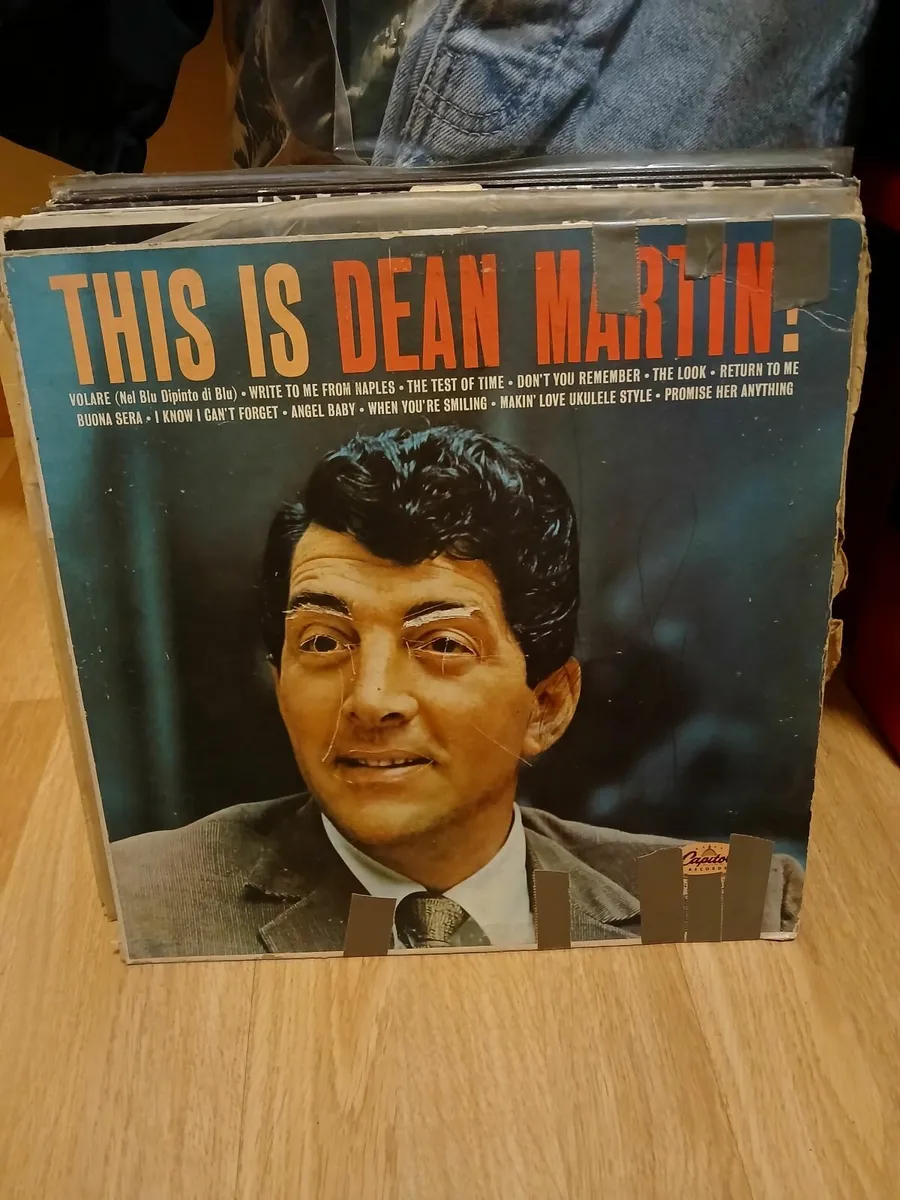 THIS IS DEAN MARTIN!
VOLARE (Nel Blu Dipinto di Blu) • WRITE TO ME FROM NAPLES • THE TEST OF TIME • DON'T YOU REMEMBER • THE LOOK • RETURN TO ME
BUONA SERA • I KNOW I CAN'T FORGET • ANGEL BABY • WHEN YOU'RE SMILING • MAKIN' LOVE UKULELE STYLE • PROMISE HER ANYTHING
Capitol
RECORDS